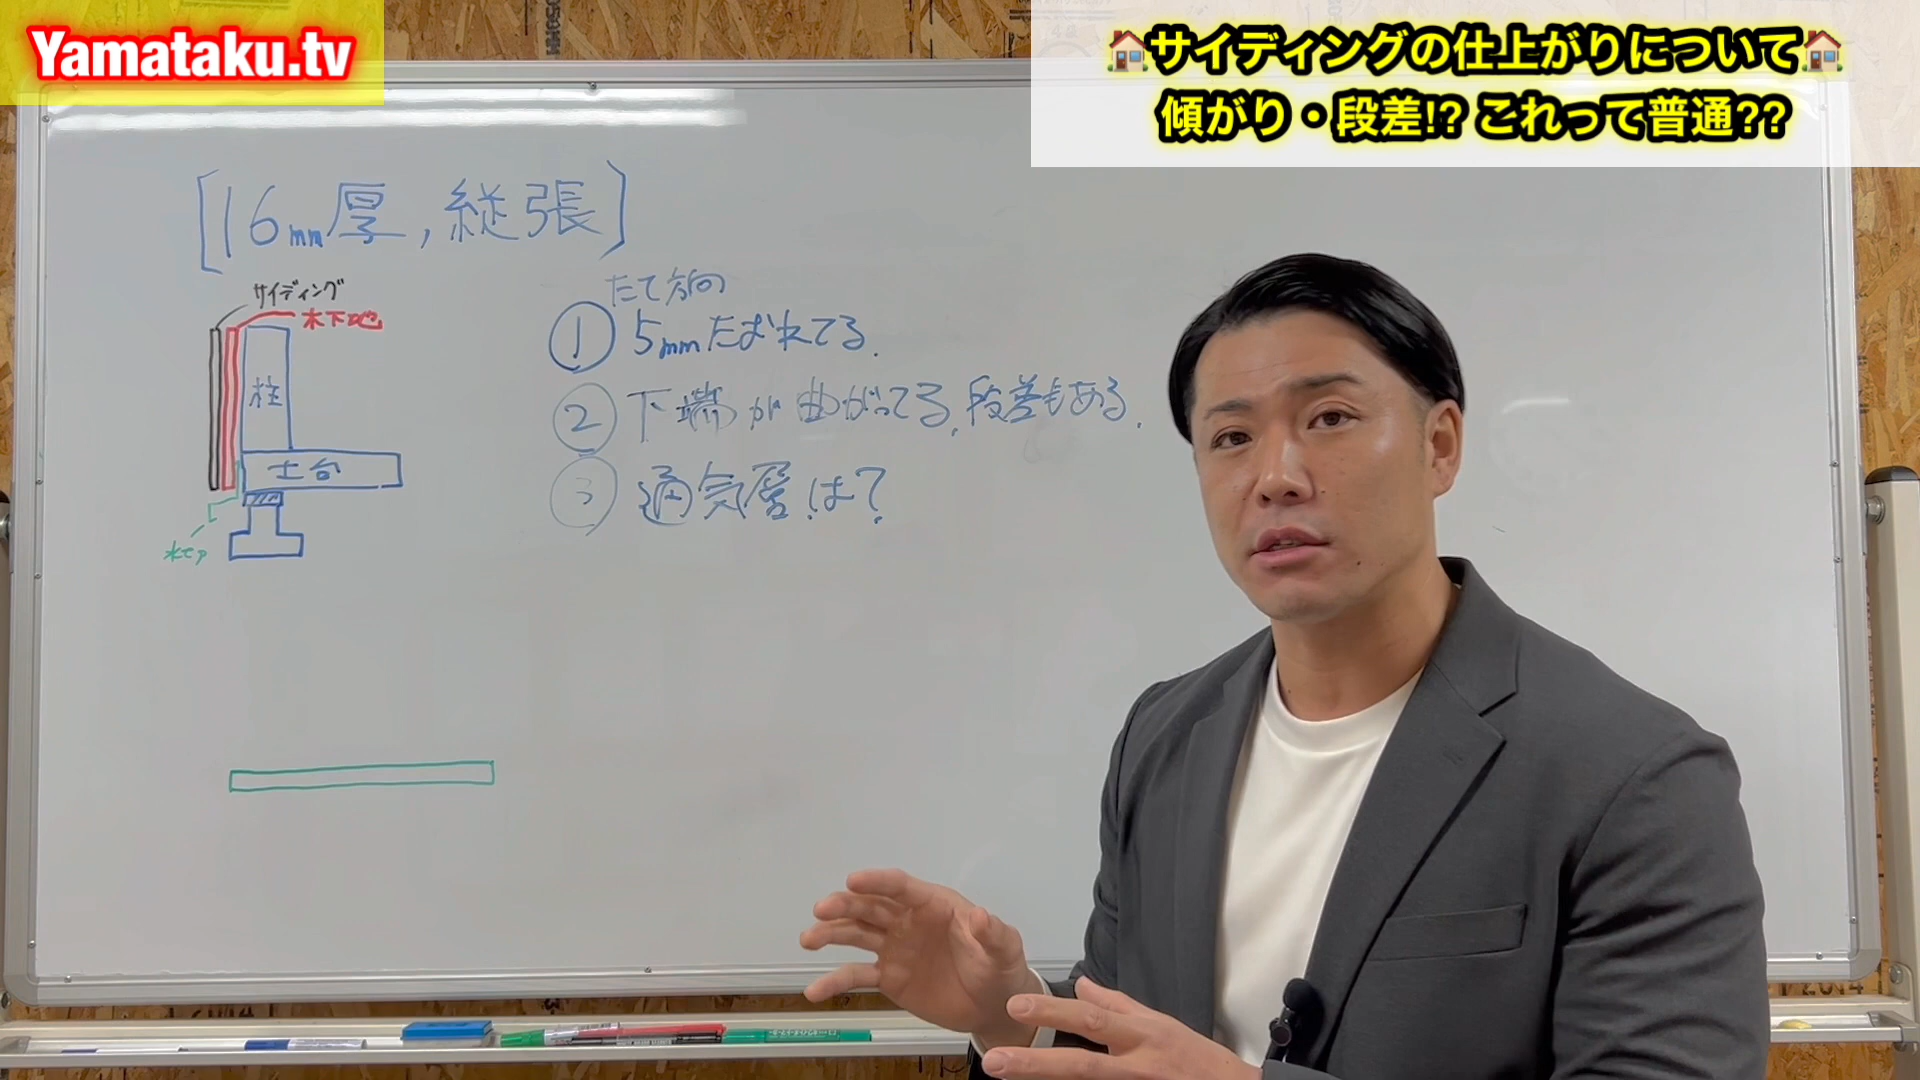 Yamataku.tv
🏠サイディングの仕上がりについて🏠
傾がり・段差!? これって普通??
[16mm厚,縦張]
サイディング
木下地
柱
土台
水切
たて方向
① 5mmたおれてる.
② 下端が曲がってる.段差もある.
③ 通気層は?